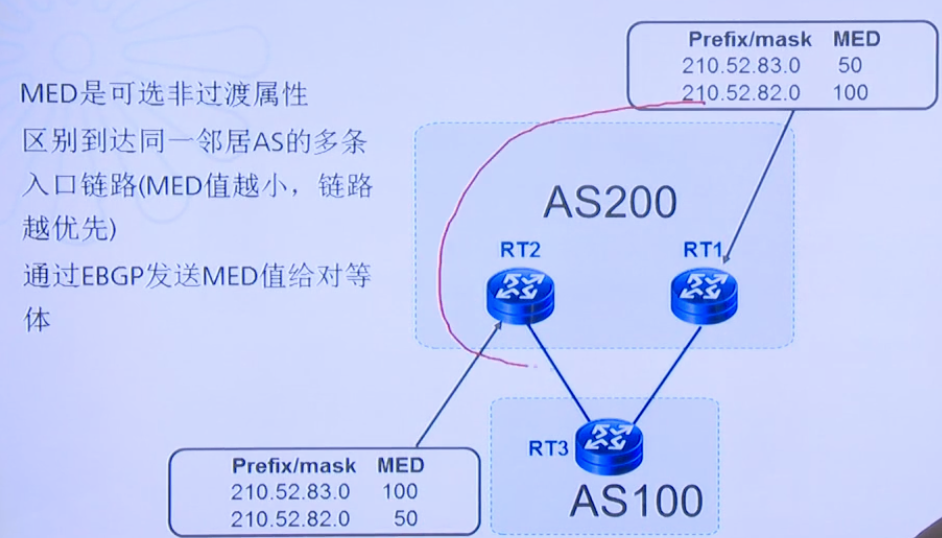 MED是可选非过渡属性
区别到达同一邻居AS的多条
入口链路(MED值越小，链路
越优先)
通过EBGP发送MED值给对等
体
Prefix/mask MED
210.52.83.0 50
210.52.82.0 100
AS200
RT2
RT1
RT3
AS100
Prefix/mask MED
210.52.83.0 100
210.52.82.0 50